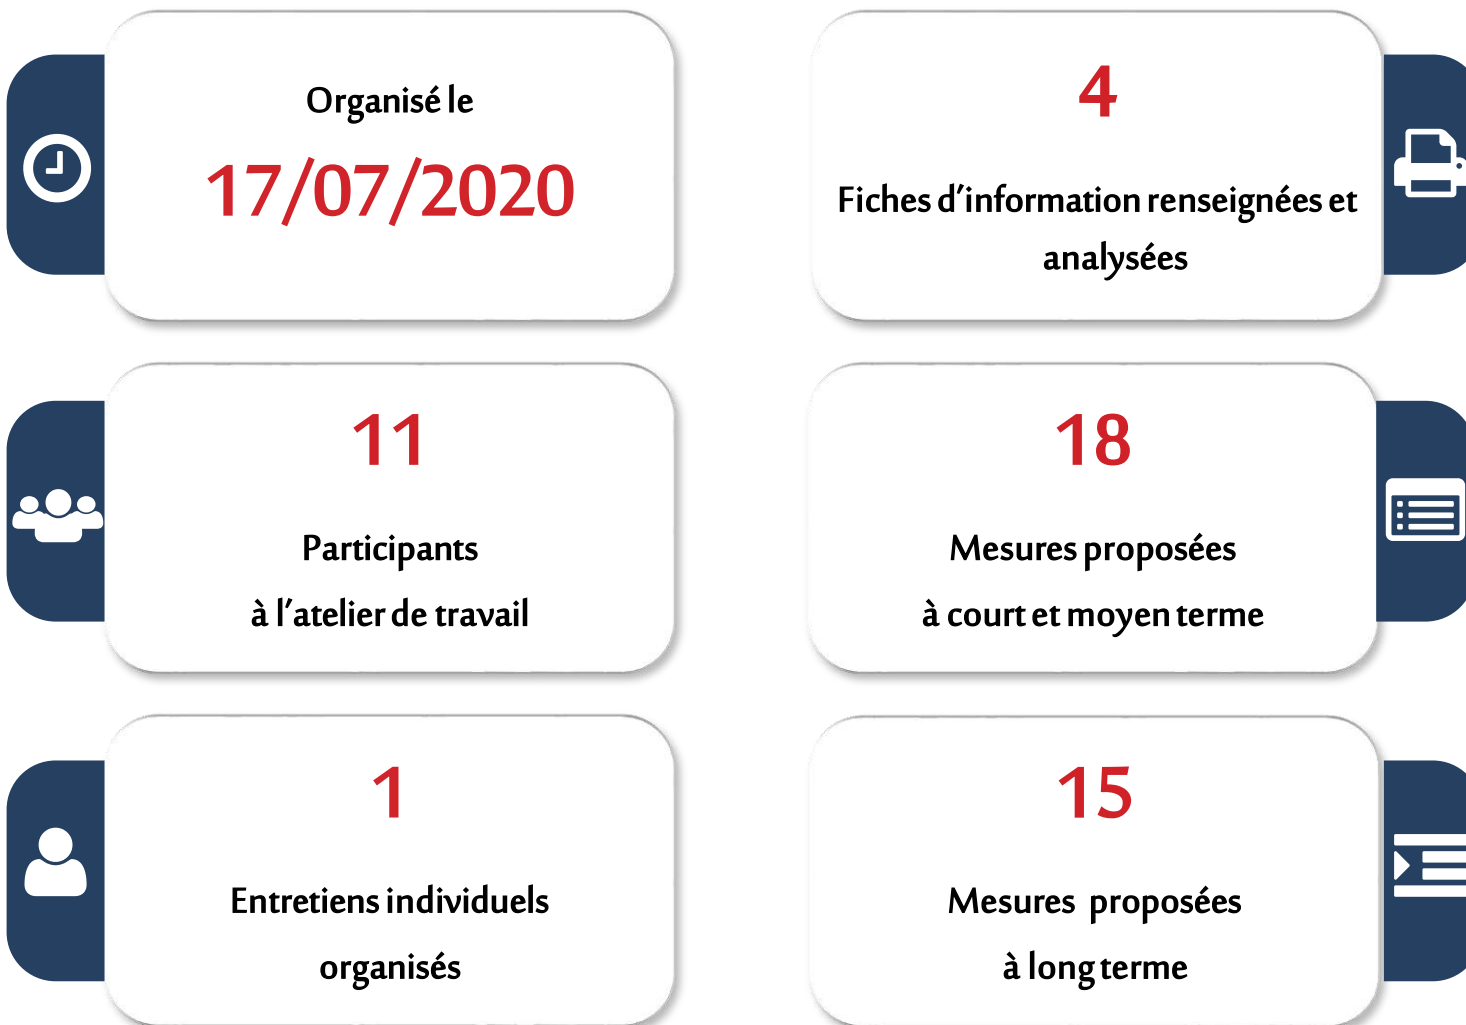 Organisé le
17/07/2020
4
Fiches d’information renseignées et
analysées
11
Participants
à l’atelier de travail
18
Mesures proposées
à court et moyen terme
1
Entretiens individuels
organisés
15
Mesures proposées
à long terme